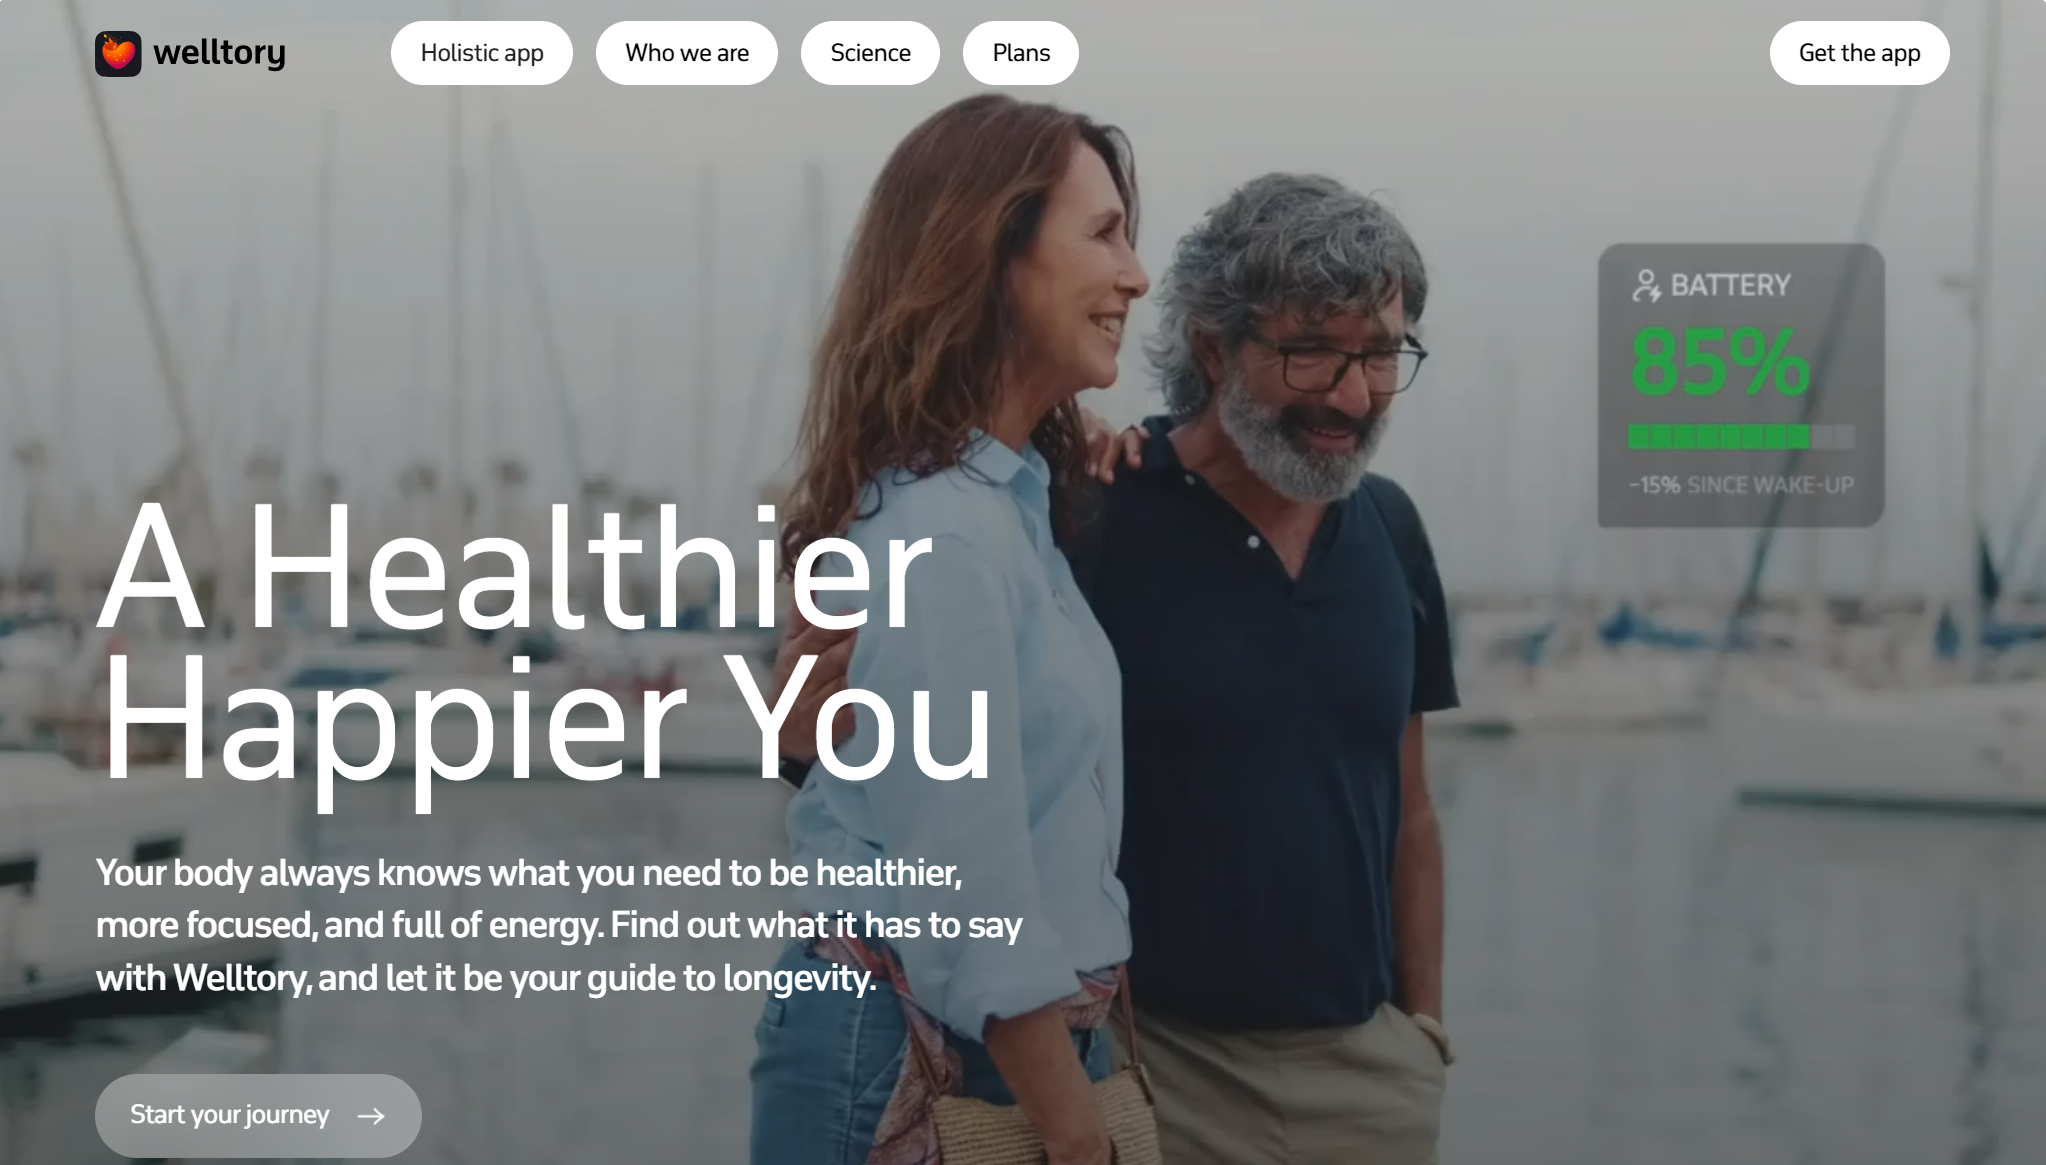 welltory
Holistic app
Who we are
Science
Plans
Get the app
BATTERY
85%
-15% SINCE WAKE-UP
A Healthier
Happier You
Your body always knows what you need to be healthier,
more focused, and full of energy. Find out what it has to say
with Welltory, and let it be your guide to longevity.
Start your journey →